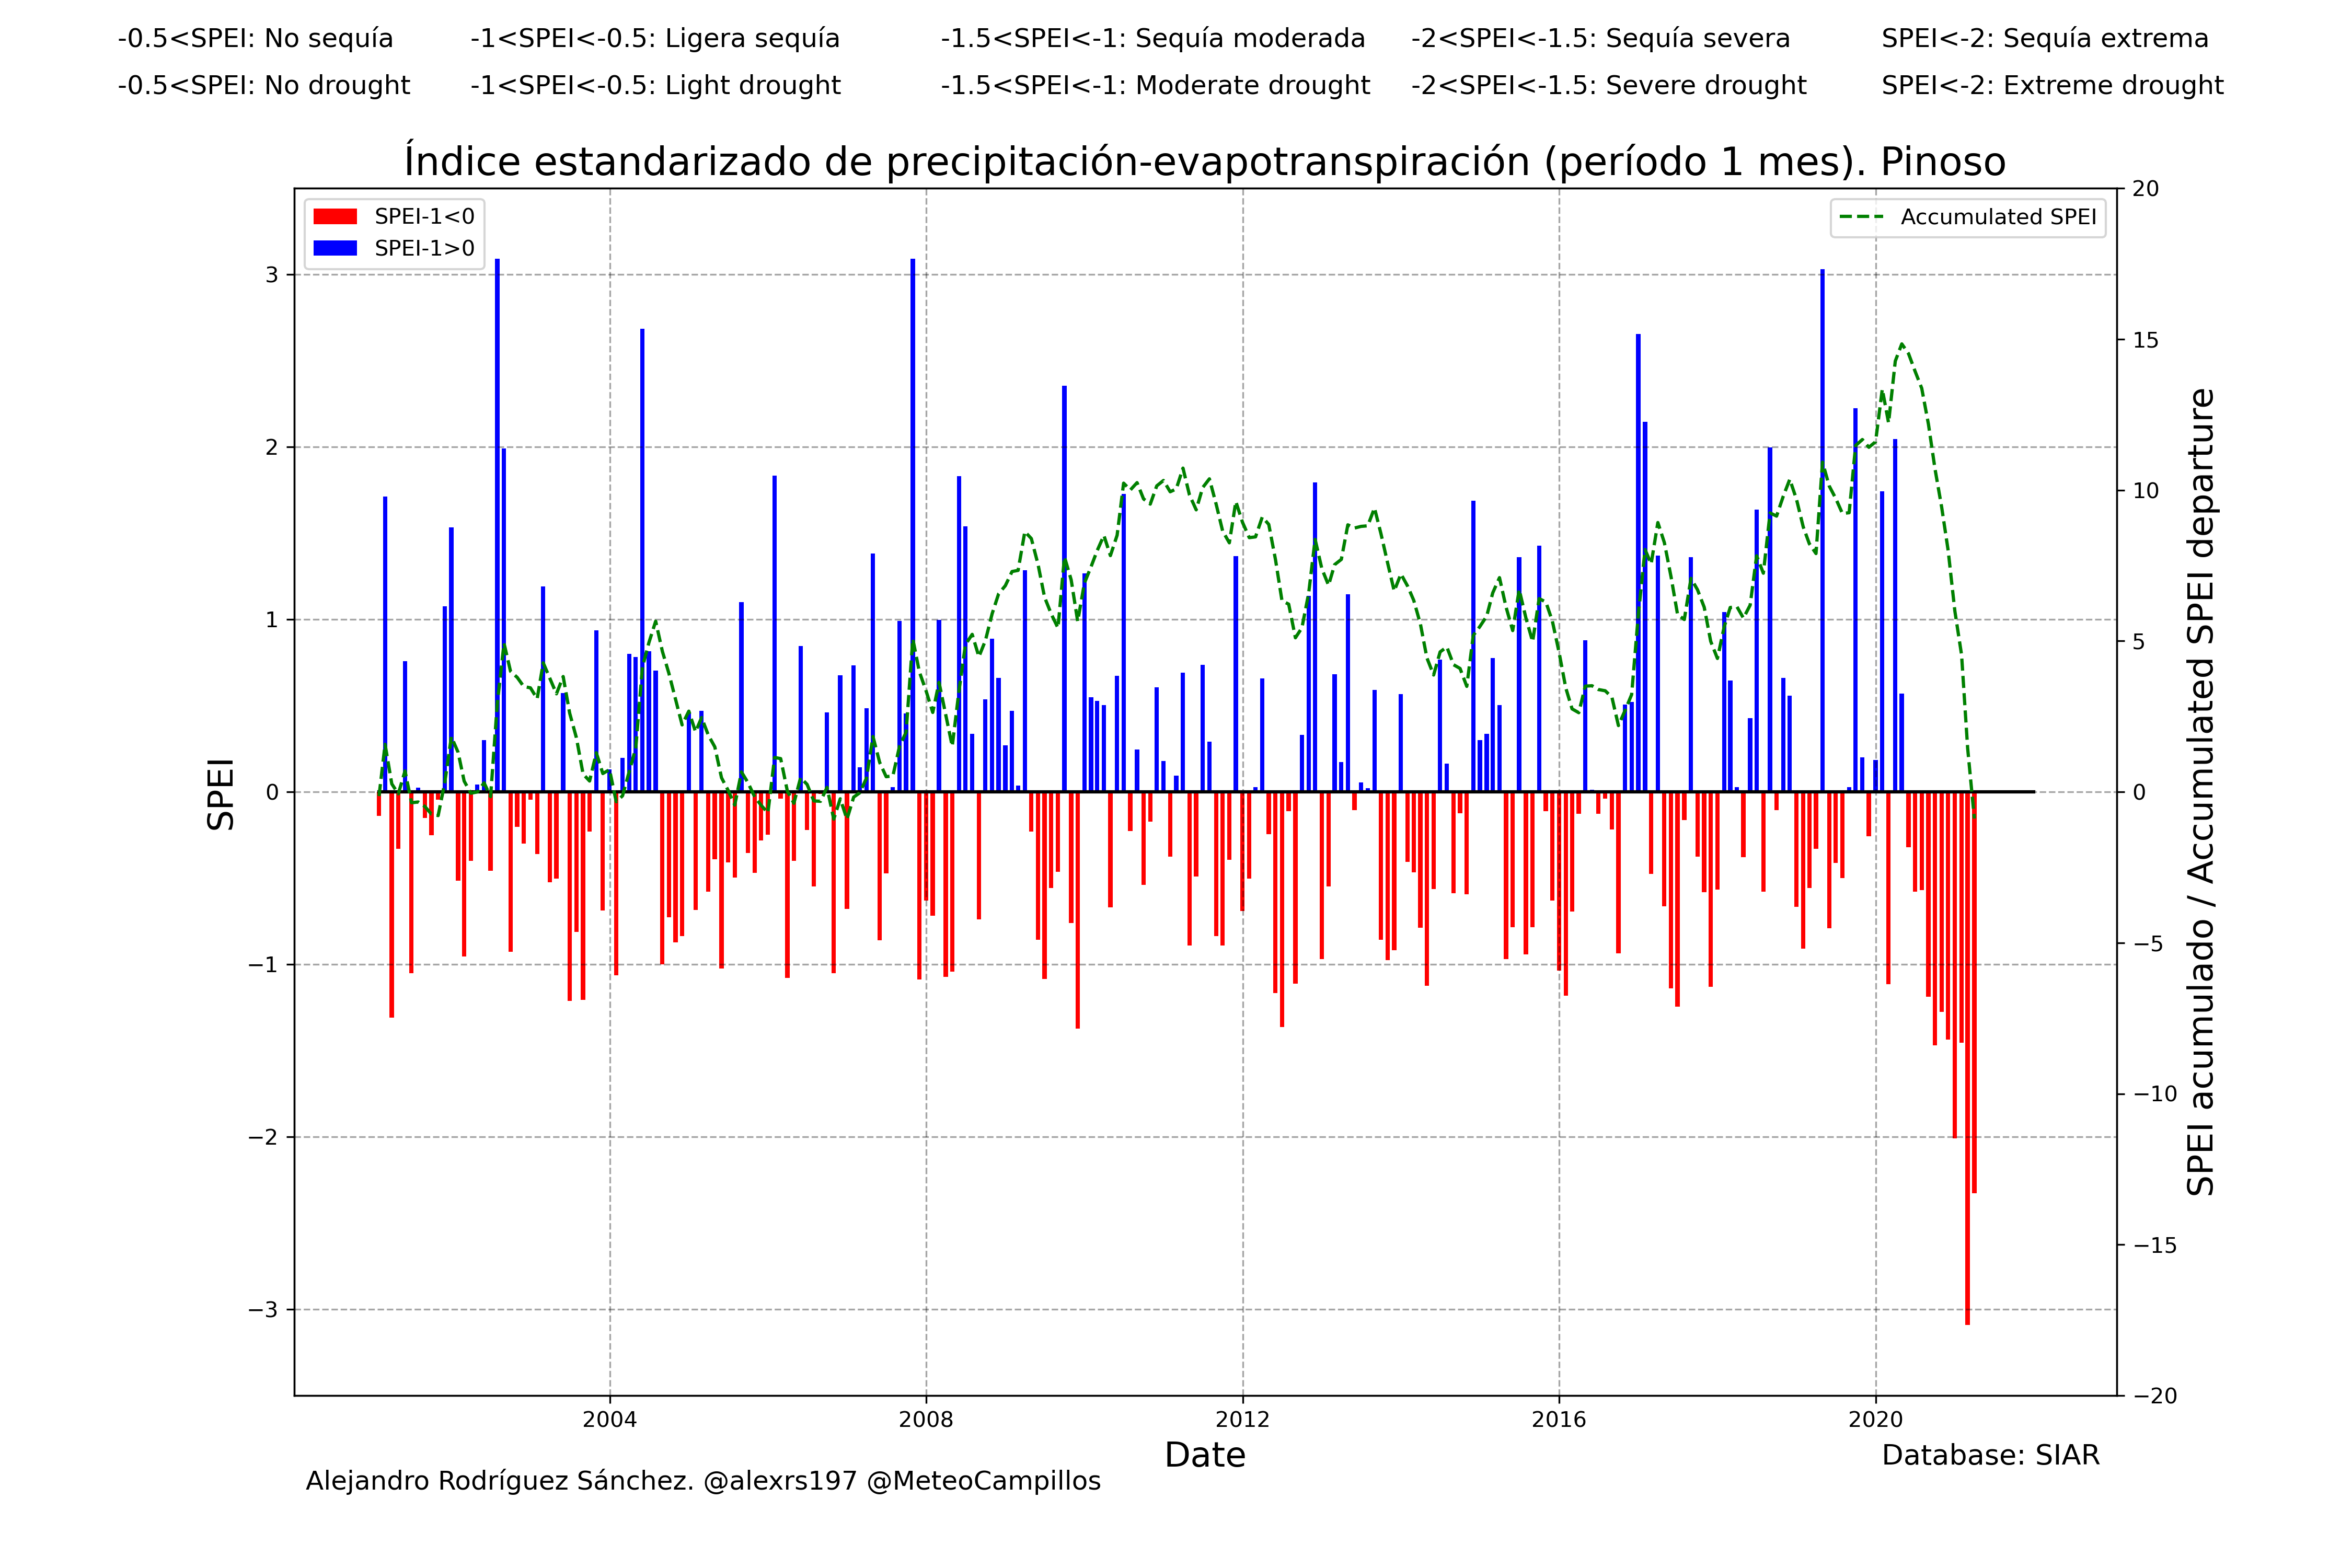 -0.5<SPEI: No sequía -1<SPEI<-0.5: Ligera sequía -1.5<SPEI<-1: Sequía moderada -2<SPEI<-1.5: Sequía severa SPEI<-2: Sequía extrema
-0.5<SPEI: No drought -1<SPEI<-0.5: Light drought -1.5<SPEI<-1: Moderate drought -2<SPEI<-1.5: Severe drought SPEI<-2: Extreme drought
Índice estandarizado de precipitación-evapotranspiración (período 1 mes). Pinoso
SPEI-1<0
SPEI-1>0
Accumulated SPEI
SPEI
3
2
1
0
−1
−2
−3
20
15
10
5
0
−5
−10
−15
−20
SPEI acumulado / Accumulated SPEI departure
2004 2008 2012 2016 2020
Date
Database: SIAR
Alejandro Rodríguez Sánchez. @alexrs197 @MeteoCampillos